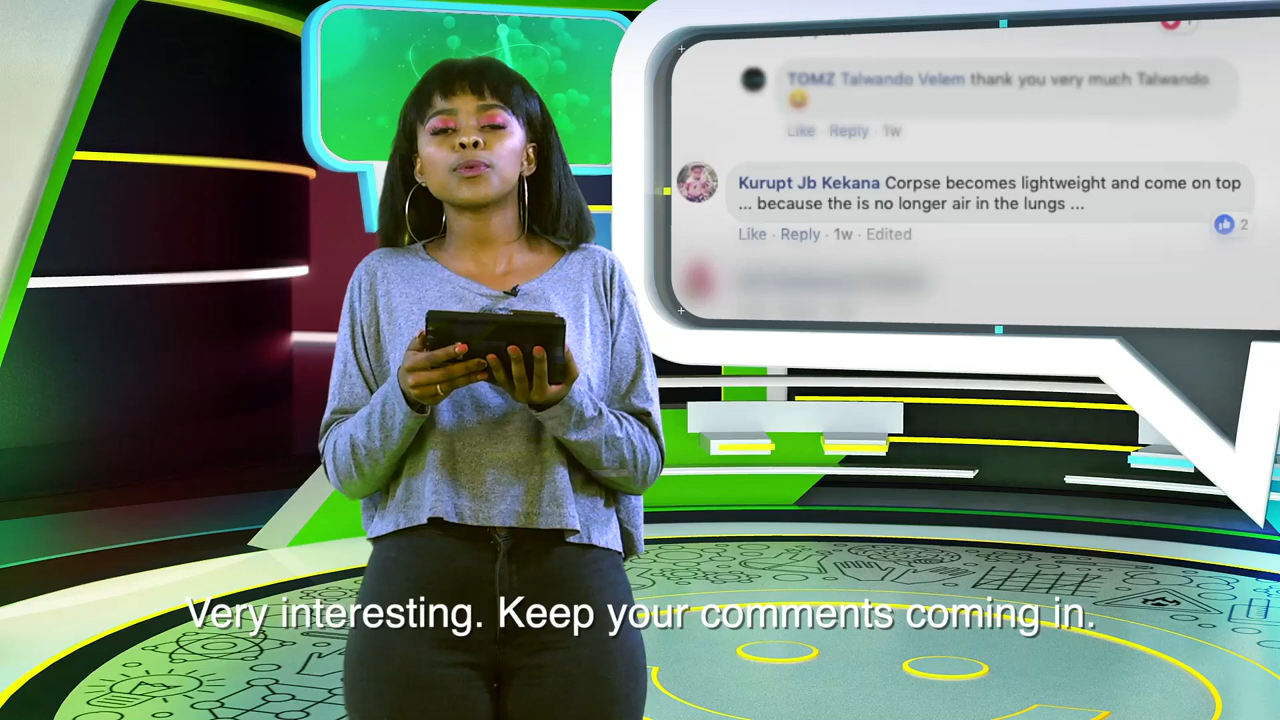 TOMZ Talwando Velem thank you very much Talwando
Like · Reply · 1w
Kurupt Jb Kekana Corpse becomes lightweight and come on top
... because the is no longer air in the lungs ...
2
Like · Reply · 1w · Edited
Very interesting. Keep your comments coming in.